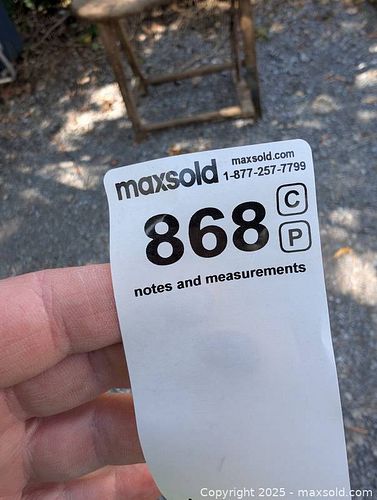 maxsold
maxsold.com
1-877-257-7799
868
C
P
notes and measurements
Copyright 2025 - maxsold.com